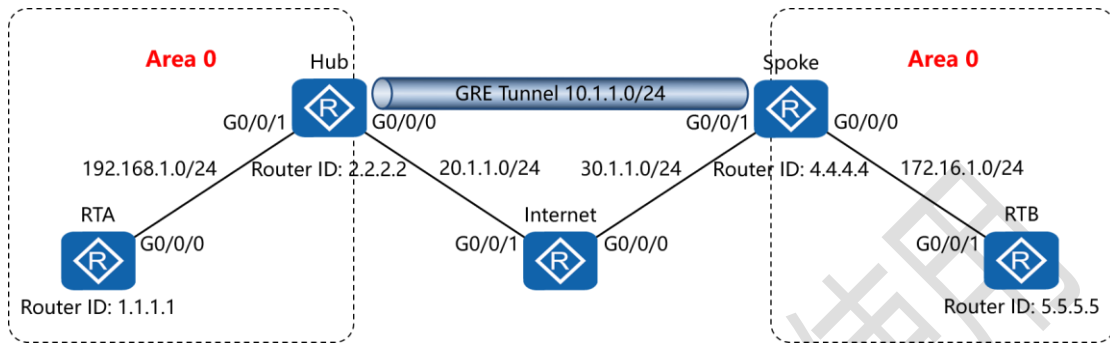 Area 0
Hub
Spoke
Area 0
R
GRE Tunnel 10.1.1.0/24
R
G0/0/1
G0/0/0
G0/0/1
G0/0/0
192.168.1.0/24
Router ID: 2.2.2.2
20.1.1.0/24
30.1.1.0/24
Router ID: 4.4.4.4
172.16.1.0/24
RTA
Internet
RTB
R
G0/0/0
G0/0/1
R
G0/0/0
G0/0/1
R
Router ID: 1.1.1.1
Router ID: 5.5.5.5
使用